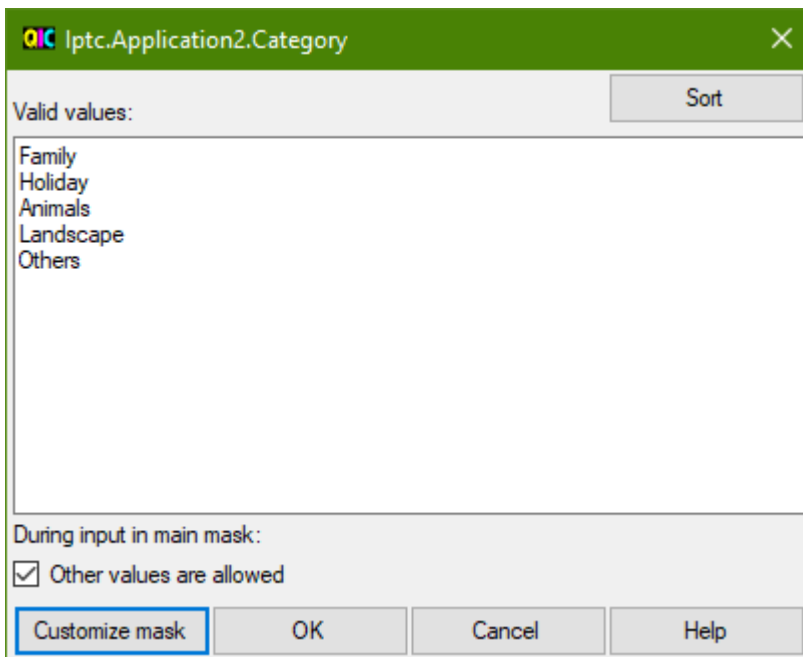 QIC Iptc.Application2.Category
Sort
Valid values:
Family
Holiday
Animals
Landscape
Others
During input in main mask:
Other values are allowed
Customize mask OK Cancel Help